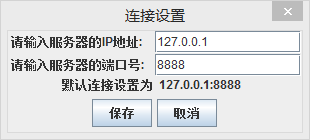 连接设置
请输入服务器的IP地址: 127.0.0.1
请输入服务器的端口号: 8888
默认连接设置为 127.0.0.1:8888
保存 取消